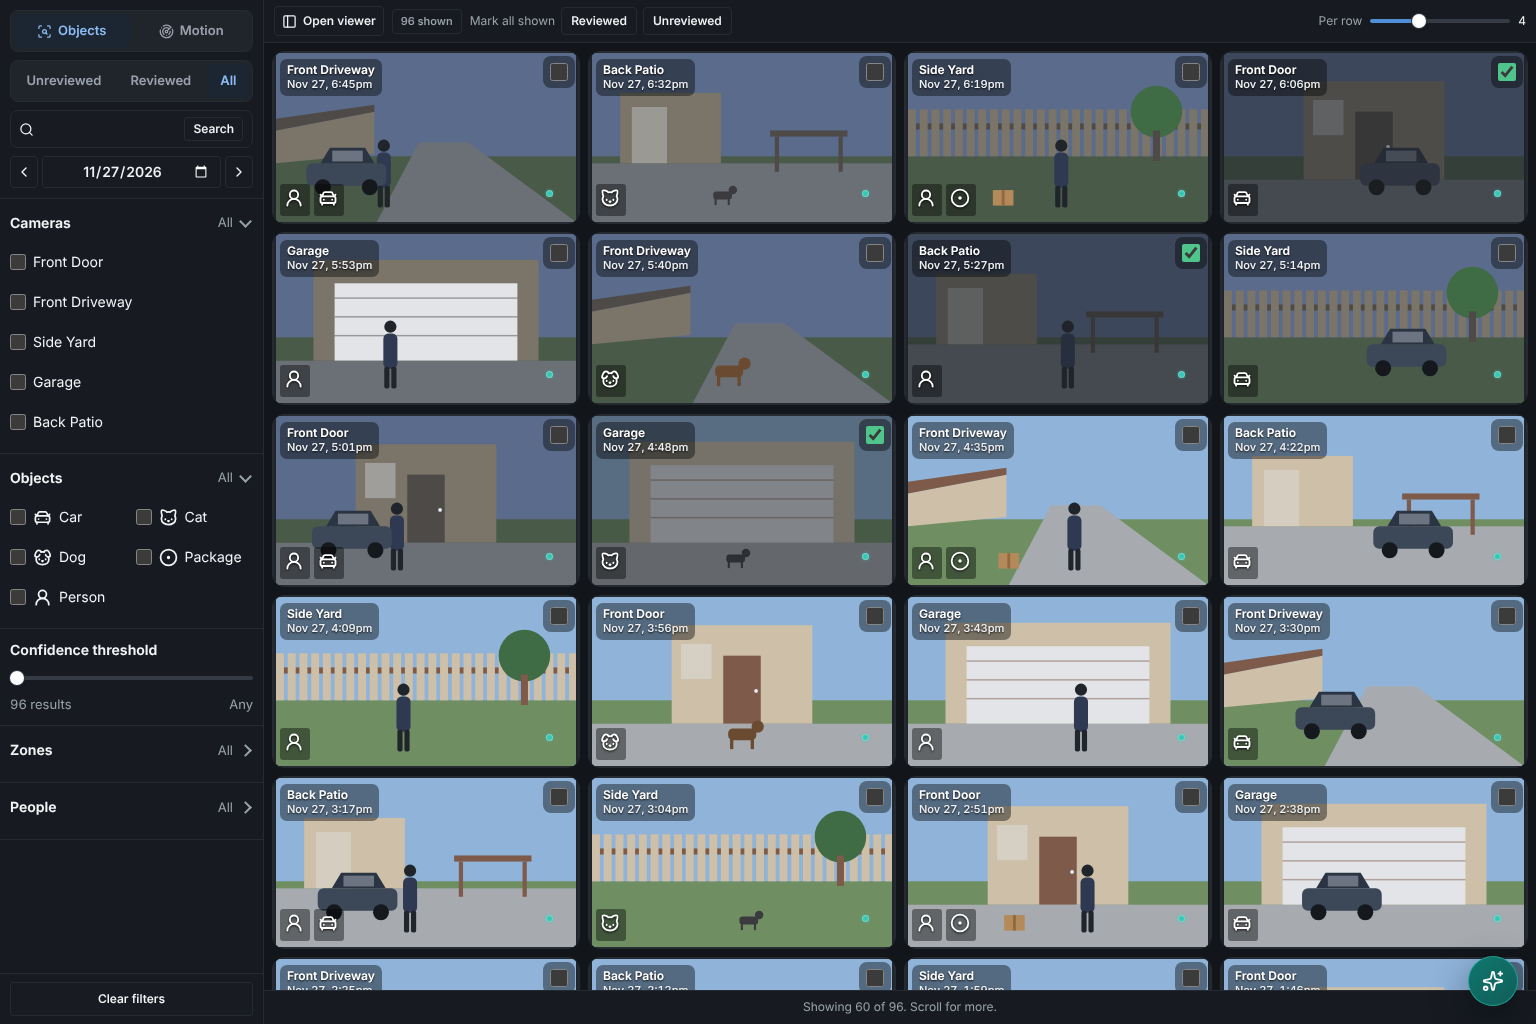 Objects
Motion
Unreviewed
Reviewed
All
Search
11/27/2026
Cameras
All
Front Door
Front Driveway
Side Yard
Garage
Back Patio
Objects
All
Car
Cat
Dog
Package
Person
Confidence threshold
96 results
Any
Zones
All
People
All
Clear filters
Open viewer
96 shown
Mark all shown
Reviewed
Unreviewed
Per row
4
Front Driveway
Nov 27, 6:45pm
Back Patio
Nov 27, 6:32pm
Side Yard
Nov 27, 6:19pm
Front Door
Nov 27, 6:06pm
Garage
Nov 27, 5:53pm
Front Driveway
Nov 27, 5:40pm
Back Patio
Nov 27, 5:27pm
Side Yard
Nov 27, 5:14pm
Front Door
Nov 27, 5:01pm
Garage
Nov 27, 4:48pm
Front Driveway
Nov 27, 4:35pm
Back Patio
Nov 27, 4:22pm
Side Yard
Nov 27, 4:09pm
Front Door
Nov 27, 3:56pm
Garage
Nov 27, 3:43pm
Front Driveway
Nov 27, 3:30pm
Back Patio
Nov 27, 3:17pm
Side Yard
Nov 27, 3:04pm
Front Door
Nov 27, 2:51pm
Garage
Nov 27, 2:38pm
Front Driveway
Back Patio
Side Yard
Front Door
Showing 60 of 96. Scroll for more.